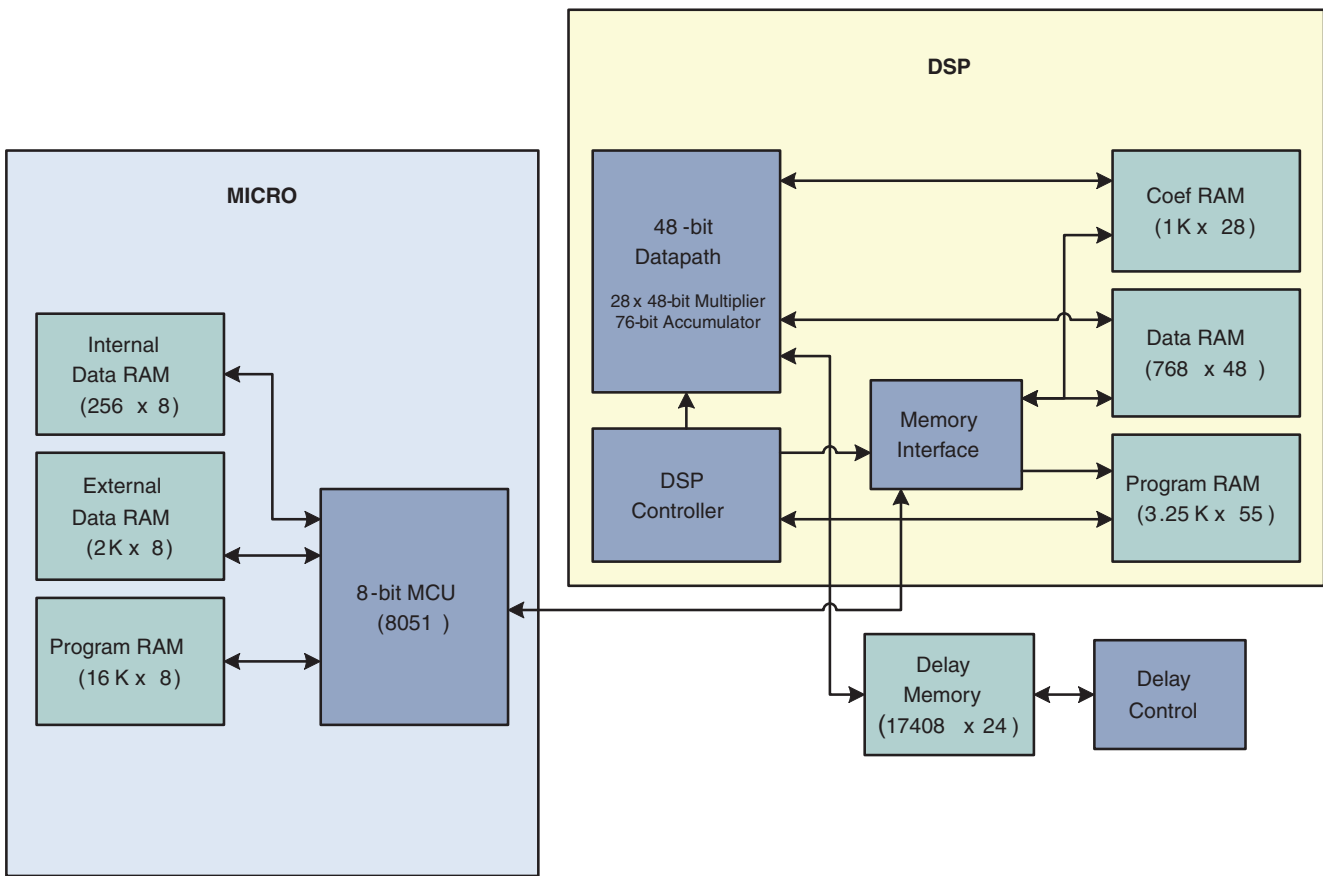 MICRO
Internal
Data RAM
(256 x 8)
External
Data RAM
(2K x 8)
Program RAM
(16 K x 8)
8-bit MCU
(8051 )
DSP
48 -bit
Datapath
28 x 48-bit Multiplier
76-bit Accumulator
DSP
Controller
Memory
Interface
Coef RAM
(1K x 28)
Data RAM
(768 x 48 )
Program RAM
(3.25 K x 55 )
Delay
Memory
(17408 x 24 )
Delay
Control